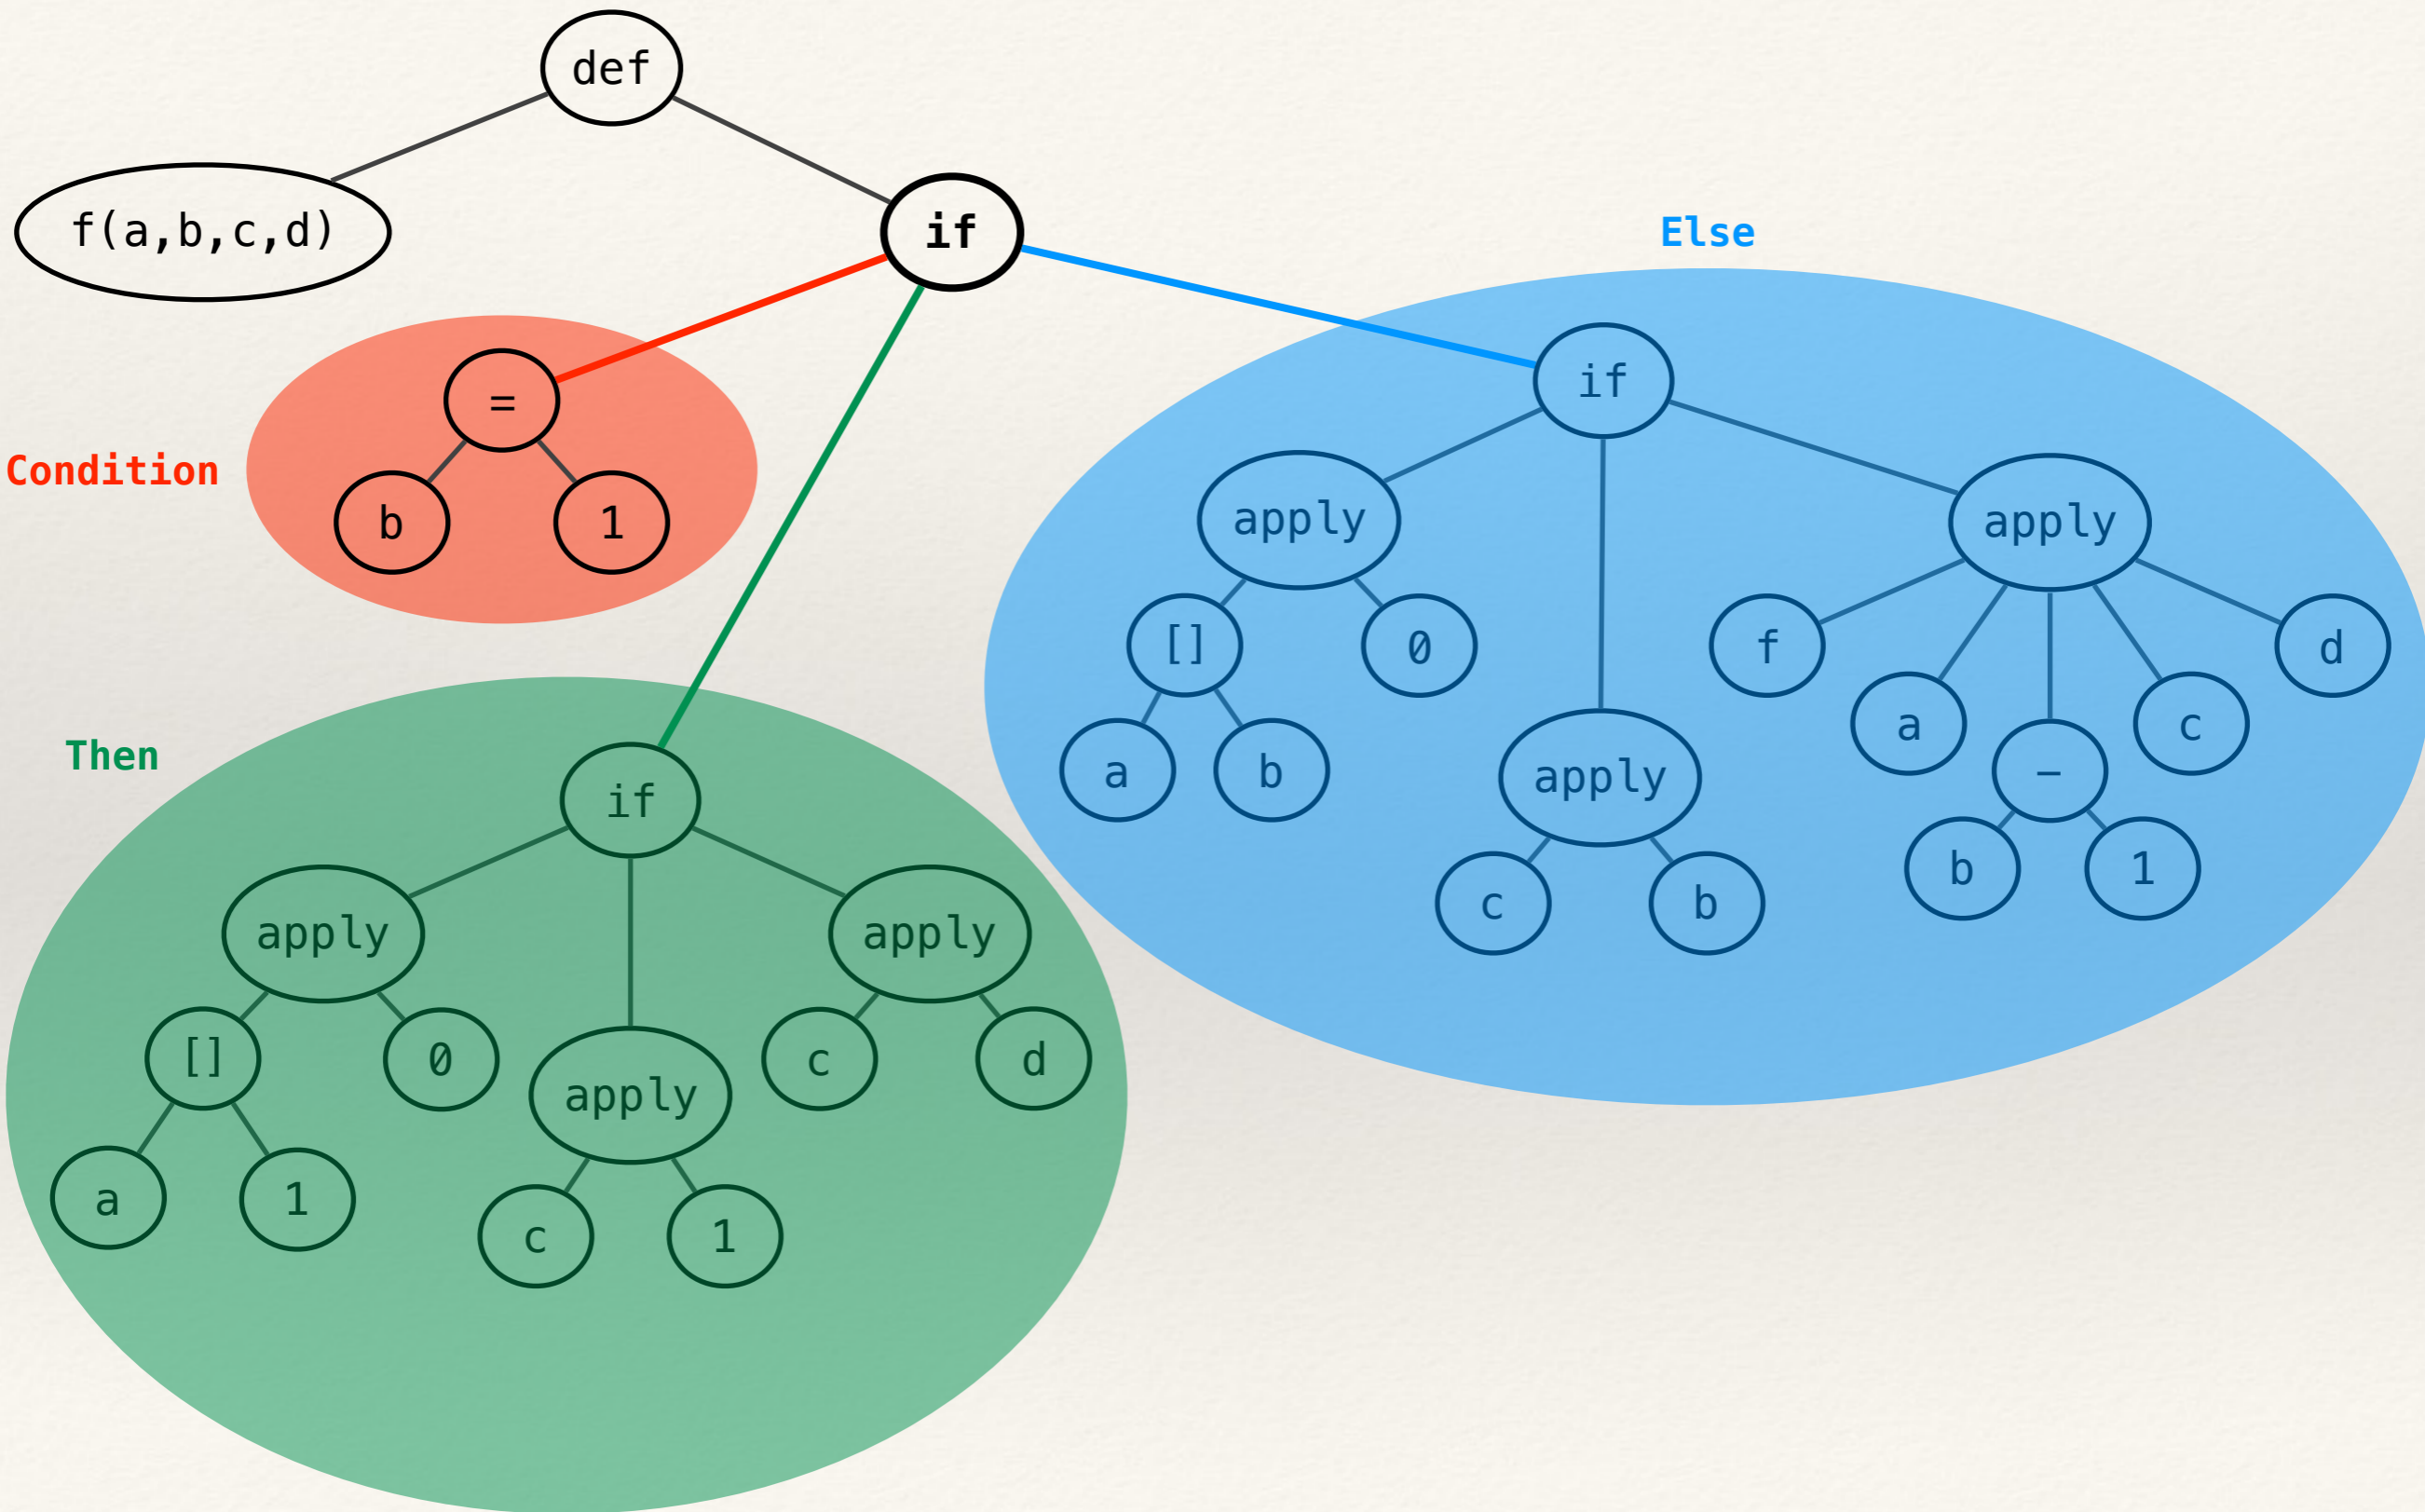 def
f(a,b,c,d)
if
Else
Condition
=
b
1
if
apply
[]
0
a
b
apply
c
b
apply
f
a
−
b
1
c
d
Then
if
apply
[]
0
a
1
apply
c
1
apply
c
d